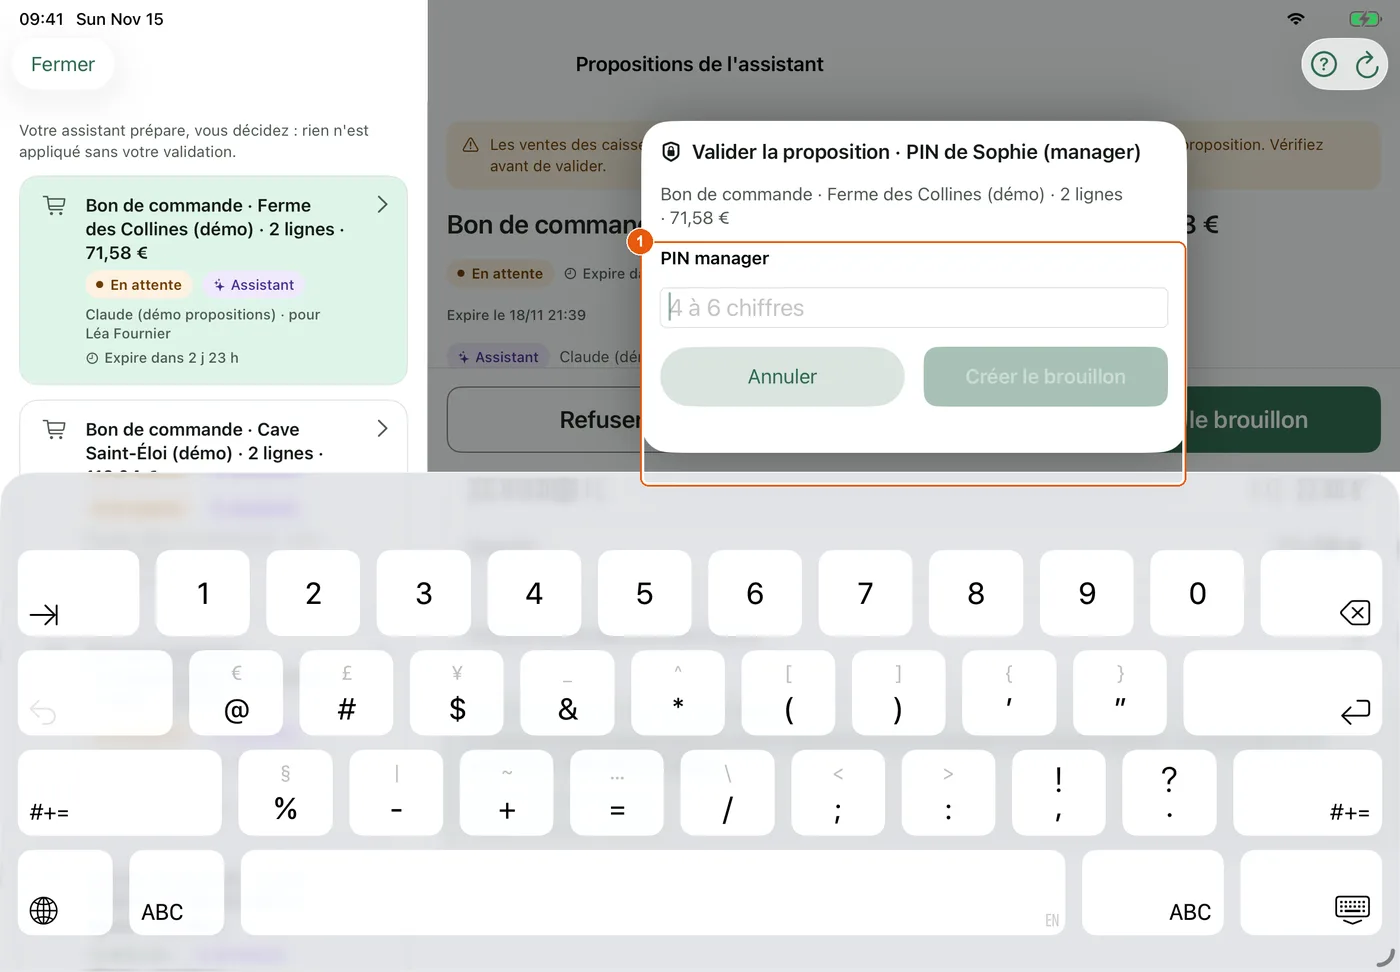 09:41 Sun Nov 15
Fermer
Votre assistant prépare, vous décidez : rien n'est
appliqué sans votre validation.
Bon de commande · Ferme
des Collines (démo) · 2 lignes ·
71,58 €
En attente
Assistant
Claude (démo propositions) · pour
Léa Fournier
Expire dans 2 j 23 h
Bon de commande · Cave
Saint-Éloi (démo) · 2 lignes ·
Propositions de l'assistant
?
Les ventes des caisse
roposition. Vérifiez
avant de valider.
Bon de comman
€
En attente
Expire d
Expire le 18/11 21:39
Assistant
Claude (dé
Refuser
le brouillon
Valider la proposition · PIN de Sophie (manager)
Bon de commande · Ferme des Collines (démo) · 2 lignes
· 71,58 €
1
PIN manager
4 à 6 chiffres
Annuler
Créer le brouillon
1 2 3 4 5 6 7 8 9 0
€ £ ¥ _ ^ [ ] { }
@ # $ & * ( ) ' "
§ | ~ … \ < > ! ?
#+= % - + = / ; : , . #+=
ABC EN ABC